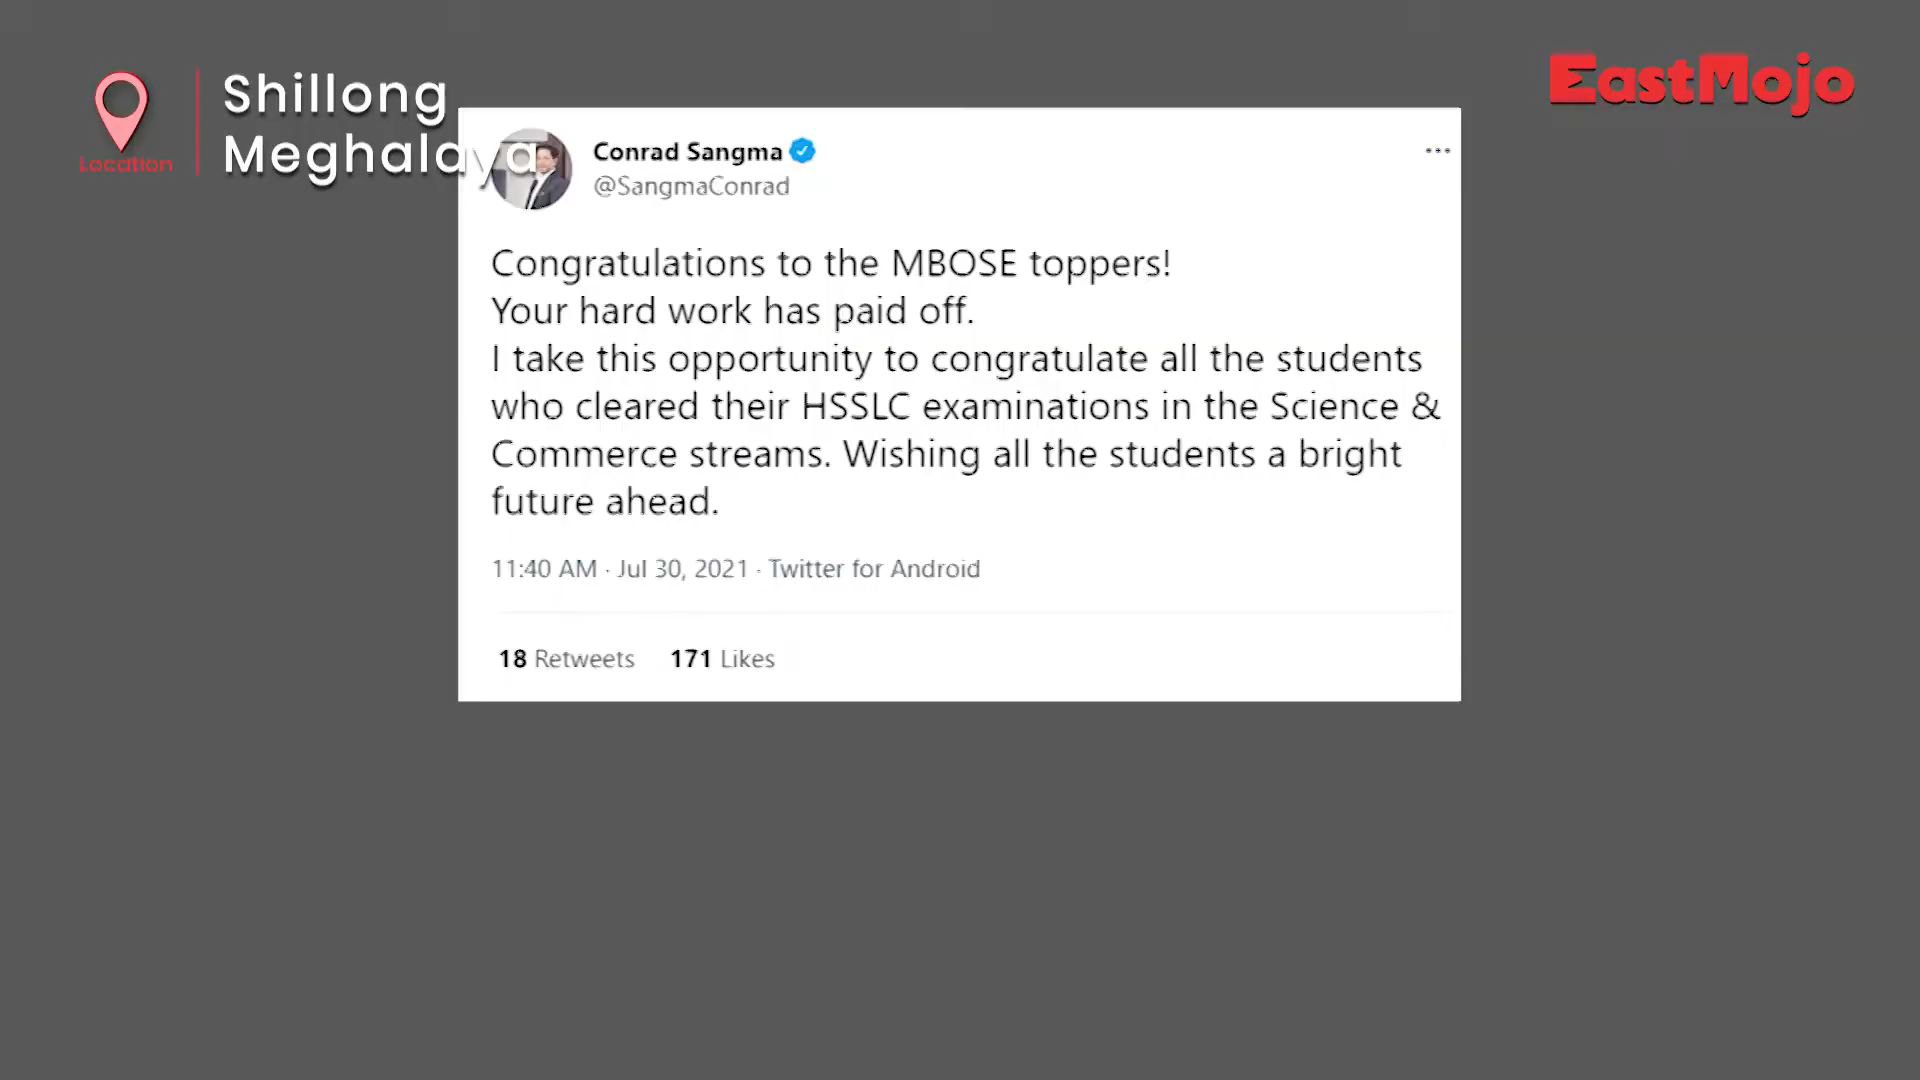 Shillong
Meghalaya
Location
EastMojo
Conrad Sangma
@SangmaConrad
Congratulations to the MBOSE toppers!
Your hard work has paid off.
I take this opportunity to congratulate all the students
who cleared their HSSLC examinations in the Science &
Commerce streams. Wishing all the students a bright
future ahead.
11:40 AM · Jul 30, 2021 · Twitter for Android
18 Retweets 171 Likes